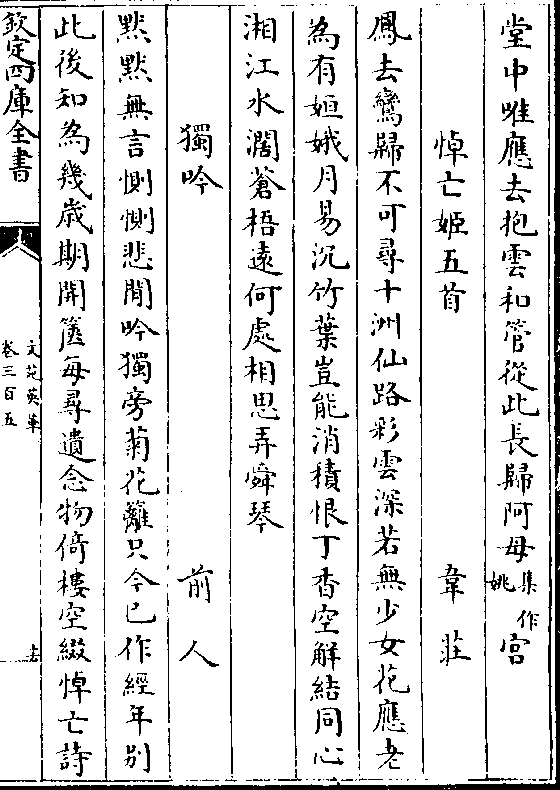 堂中唯應去抱雲和管從此長歸阿母集作姚宮
悼亡姬五首　韋莊
鳳去鸞歸不可尋十洲仙路彩雲深若無少女花應老
為有姮娥月易沉竹葉豈能消積恨丁香空解結同心
湘江水濶蒼梧遠何處相思弄舜琴
獨吟　前人
黙黙無言惻惻悲閒吟獨旁菊花籬只今已作經年别
此後知為幾歳期開篋每尋遺念物倚樓空綴悼亡詩
欽定四庫全書
文苑英華
卷三百五